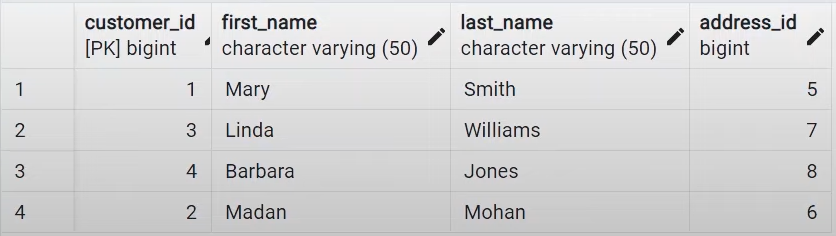 customer_id first_name last_name address_id
[PK] bigint character varying (50) character varying (50) bigint
1 1 Mary Smith 5
2 3 Linda Williams 7
3 4 Barbara Jones 8
4 2 Madan Mohan 6